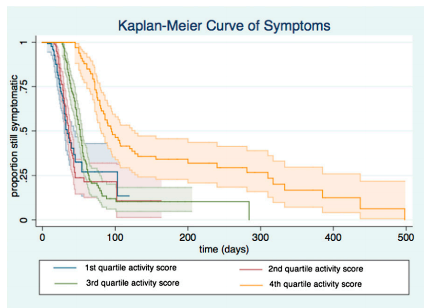 Kaplan-Meier Curve of Symptoms
proportion still symptomatic
1
.75
.5
.25
0
0 100 200 300 400 500
time (days)
1st quartile activity score 2nd quartile activity score
3rd quartile activity score 4th quartile activity score